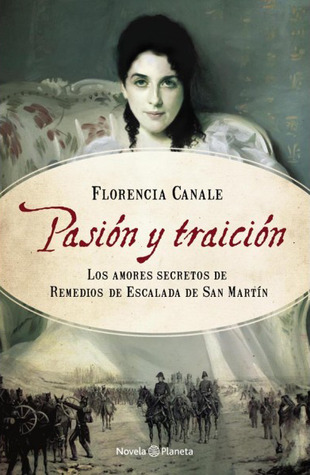 FLORENCIA CANALE
Pasión y traición
LOS AMORES SECRETOS DE
REMEDIOS DE ESCALADA DE SAN MARTÍN
Novela Planeta